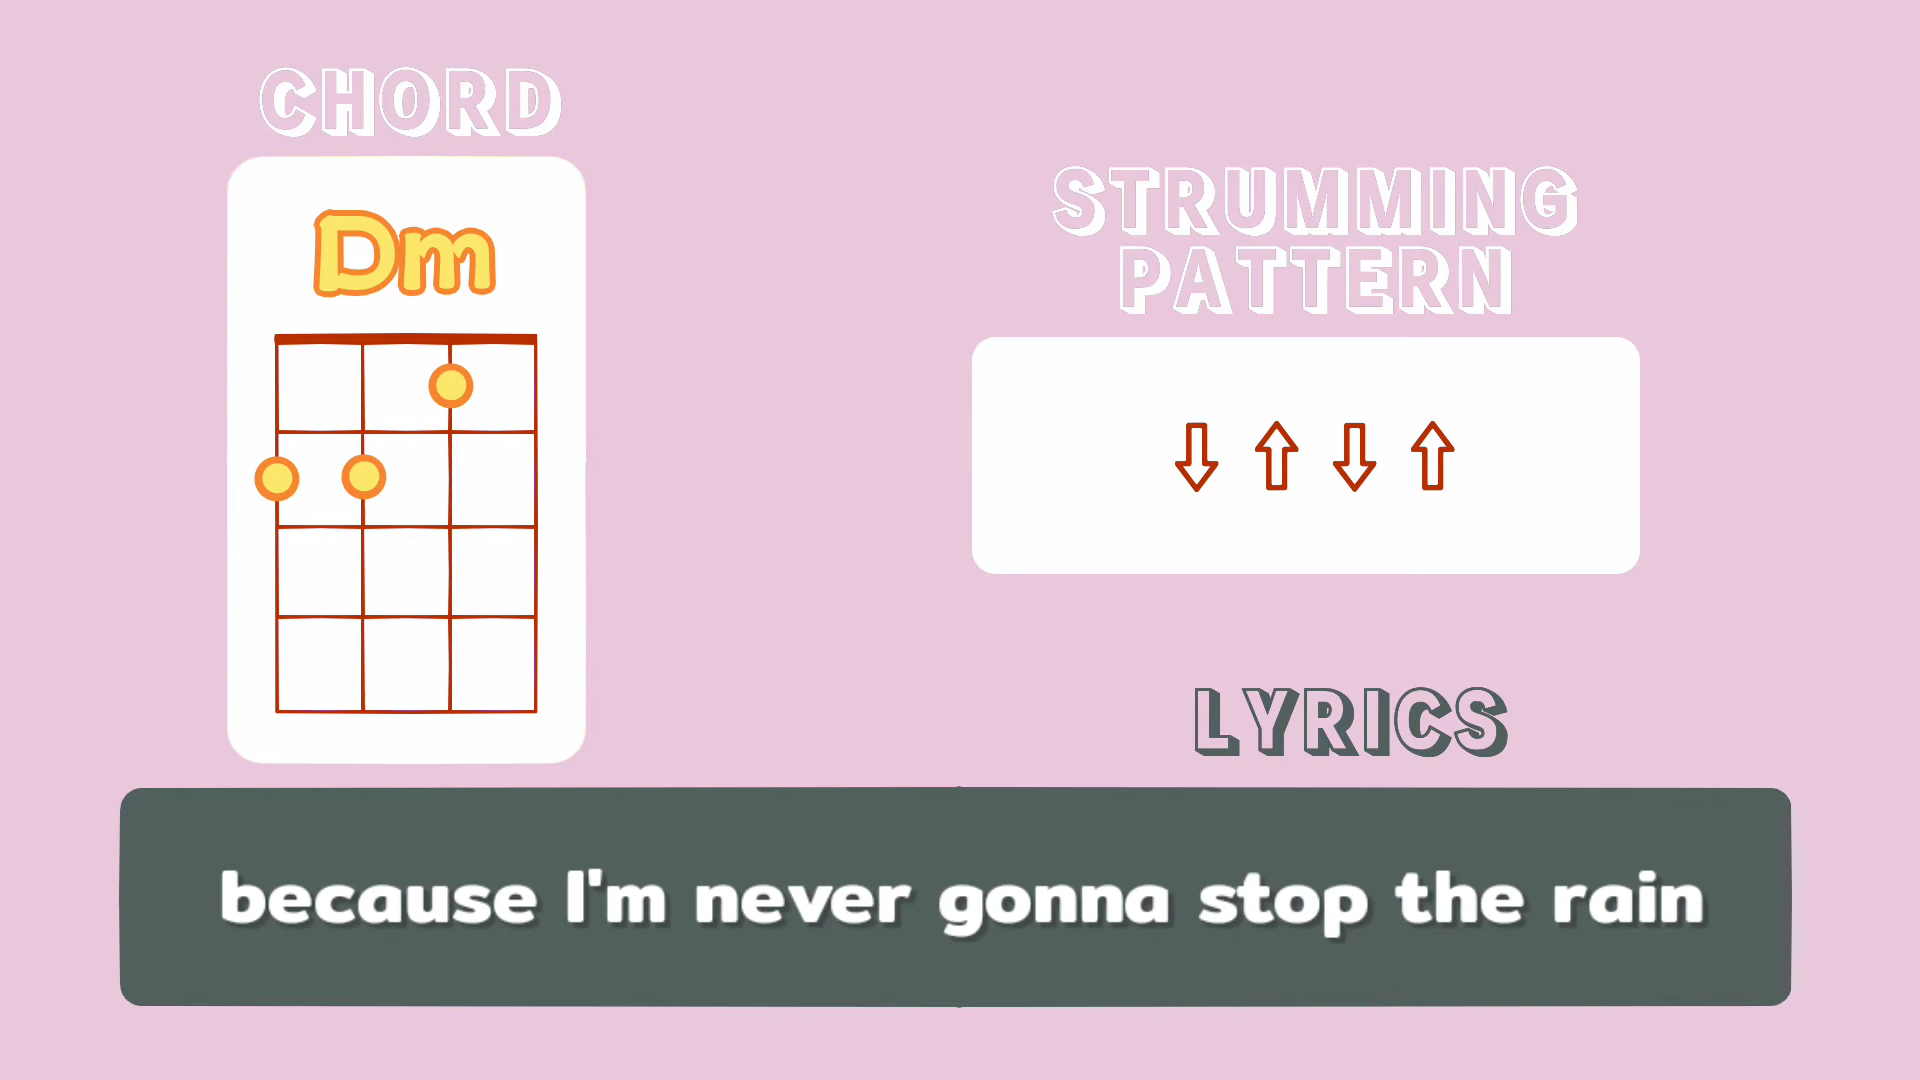 CHORD
Dm
STRUMMING
PATTERN
LYRICS
because I'm never gonna stop the rain